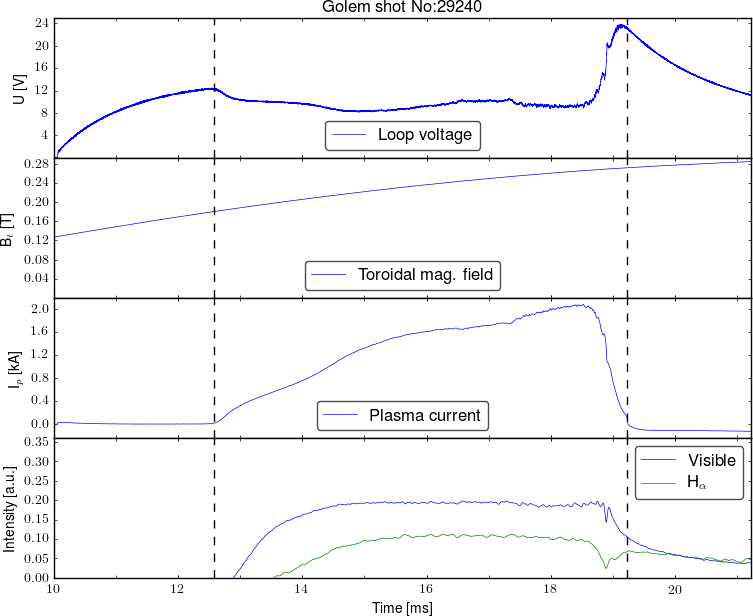 Golem shot No:29240
U [V]
24
20
16
12
8
4
Loop voltage
Bₜ [T]
0.28
0.24
0.20
0.16
0.12
0.08
0.04
Toroidal mag. field
Iₚ [kA]
2.0
1.6
1.2
0.8
0.4
0.0
Plasma current
Intensity [a.u.]
0.35
0.30
0.25
0.20
0.15
0.10
0.05
0.00
Visible
Hα
10 12 14 16 18 20
Time [ms]